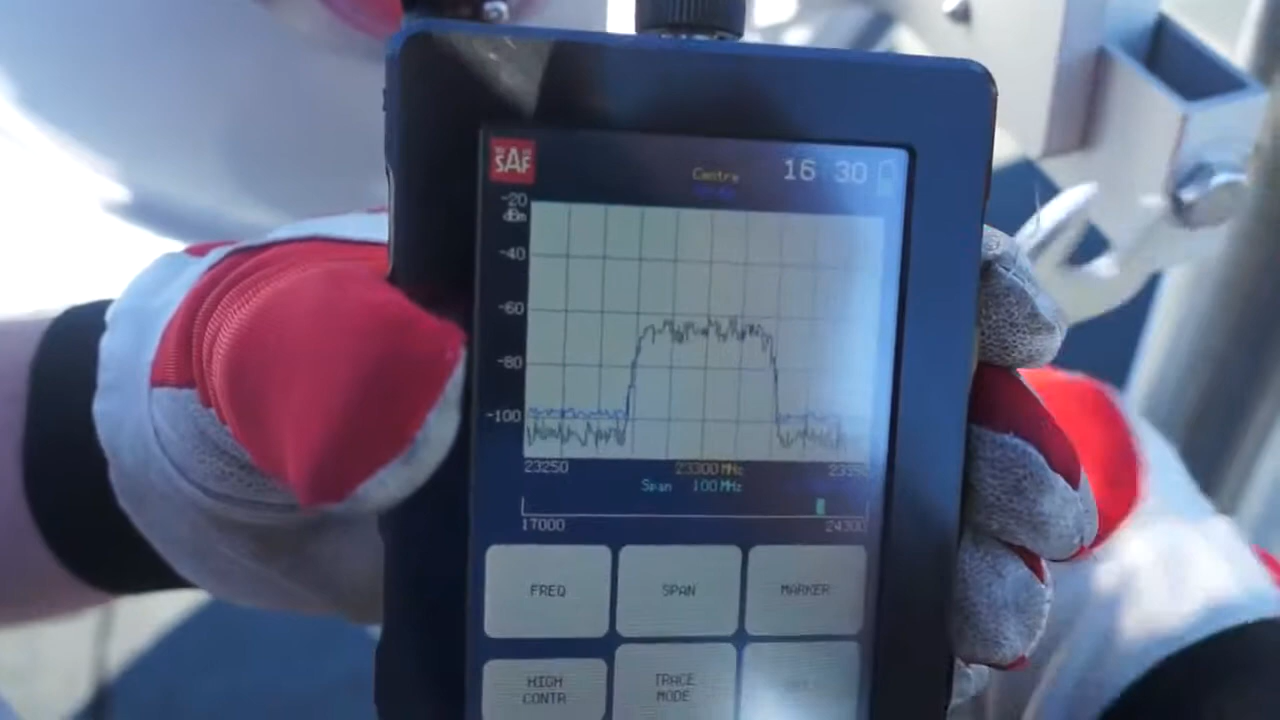 SAF
Centre
16 30
-20
dBm
-40
-60
-80
-100
23250 23300 MHz
Span 100 MHz
17000 24300
FREQ SPAN MARKER
HIGH CONTR
TRACE MODE